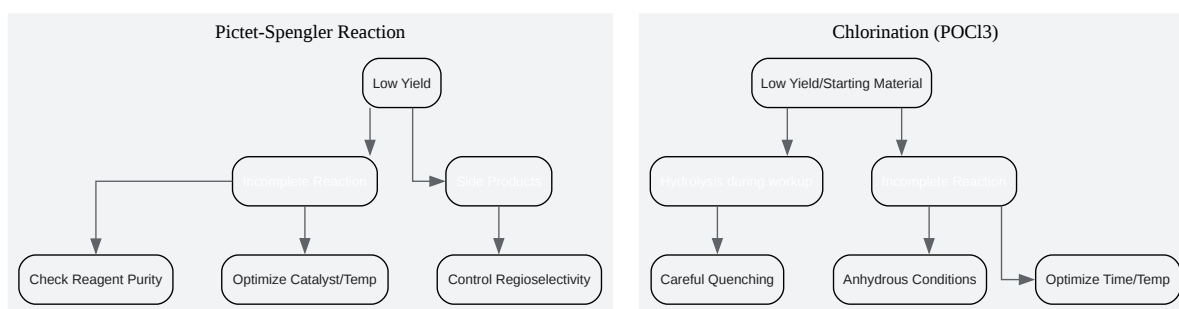 Pictet-Spengler Reaction
Low Yield
Incomplete Reaction
Side Products
Check Reagent Purity
Optimize Catalyst/Temp
Control Regioselectivity
Chlorination (POCl3)
Low Yield/Starting Material
Hydrolysis during workup
Incomplete Reaction
Careful Quenching
Anhydrous Conditions
Optimize Time/Temp